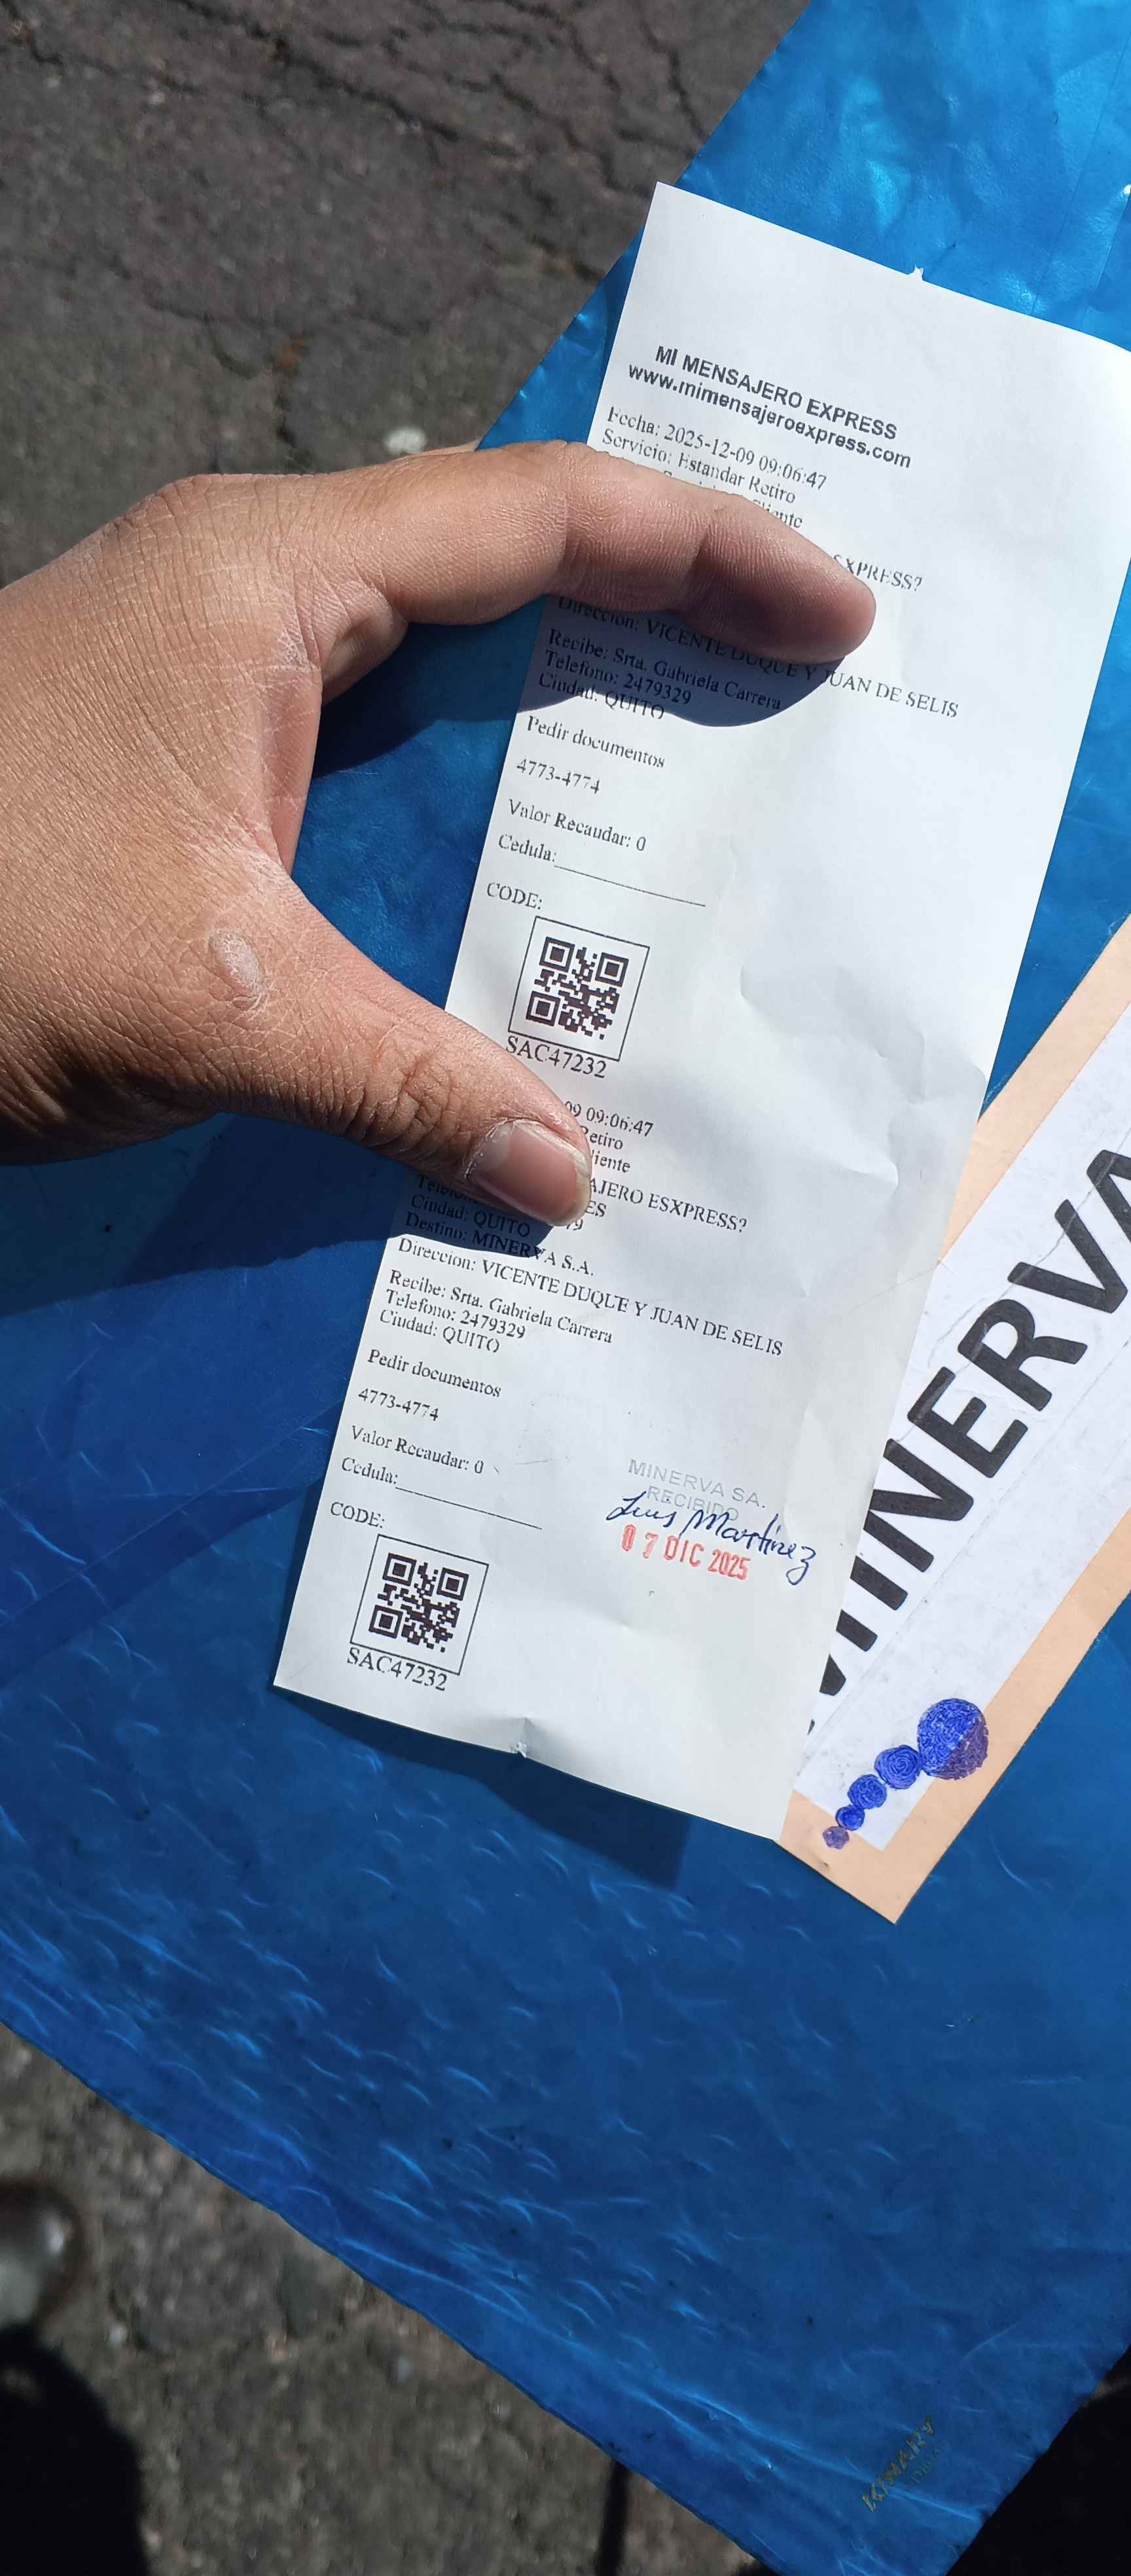 MI MENSAJERO EXPRESS
www.mimensajeroexpress.com
Fecha: 2025-12-09 09:06:47
Servicio: Estandar Retiro
XPRESS?
Direccion: VICENTE DUQUE Y JUAN DE SELIS
Recibe: Srta. Gabriela Carrera
Telefono: 2479329
Ciudad: QUITO
Pedir documentos
4773-4774
Valor Recaudar: 0
Cedula:
CODE:
SAC47232
09 09:06:47
Retiro
liente
AJERO ESXPRESS?
ES
79
Ciudad: QUITO
Destino: MINERVA S.A.
Direccion: VICENTE DUQUE Y JUAN DE SELIS
Recibe: Srta. Gabriela Carrera
Telefono: 2479329
Ciudad: QUITO
Pedir documentos
4773-4774
Valor Recaudar: 0
Cedula:
CODE:
SAC47232
MINERVA SA.
RECIBIDO
Luis Martinez
07 DIC 2025
MINERVA